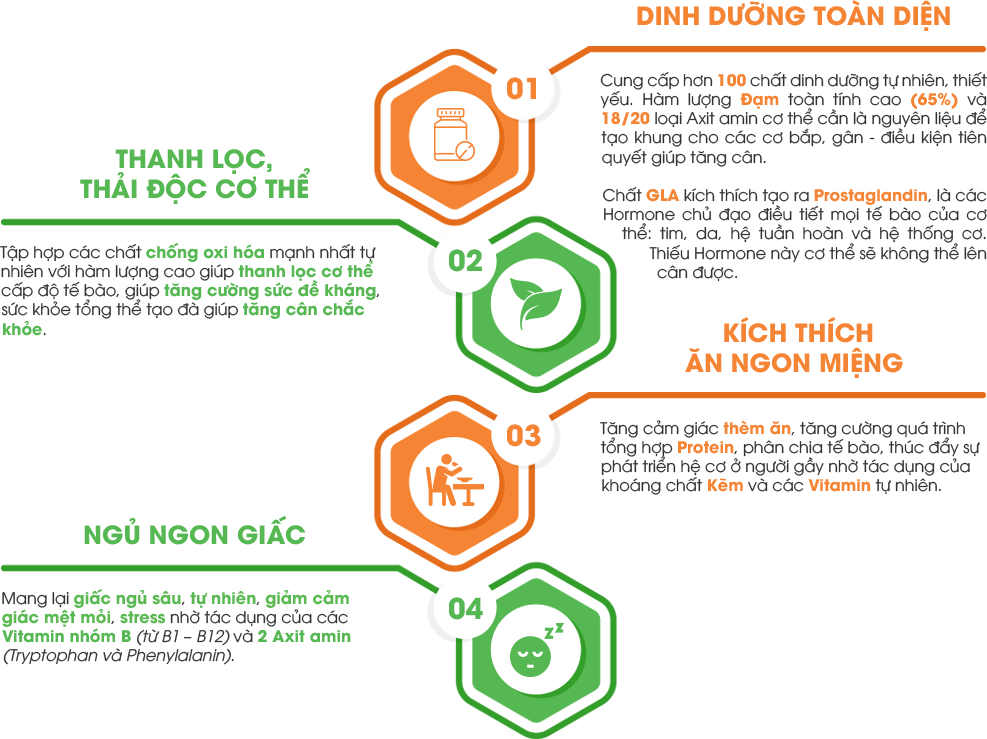 DINH DƯỠNG TOÀN DIỆN
01
Cung cấp hơn 100 chất dinh dưỡng tự nhiên, thiết
yếu. Hàm lượng Đạm toàn tính cao (65%) và
18/20 loại Axit amin cơ thể cần là nguyên liệu để
tạo khung cho các cơ bắp, gân - điều kiện tiên
quyết giúp tăng cân.
Chất GLA kích thích tạo ra Prostaglandin, là các
Hormone chủ đạo điều tiết mọi tế bào của cơ
thể: tim, da, hệ tuần hoàn và hệ thống cơ.
Thiếu Hormone này cơ thể sẽ không thể lên
cân được.
THANH LỌC,
THẢI ĐỘC CƠ THỂ
02
Tập hợp các chất chống oxi hóa mạnh nhất tự
nhiên với hàm lượng cao giúp thanh lọc cơ thể
cấp độ tế bào, giúp tăng cường sức đề kháng,
sức khỏe tổng thể tạo đà giúp tăng cân chắc
khỏe.
KÍCH THÍCH
ĂN NGON MIỆNG
03
Tăng cảm giác thèm ăn, tăng cường quá trình
tổng hợp Protein, phân chia tế bào, thúc đẩy sự
phát triển hệ cơ ở người gầy nhờ tác dụng của
khoáng chất Kẽm và các Vitamin tự nhiên.
NGỦ NGON GIẤC
04
Mang lại giấc ngủ sâu, tự nhiên, giảm cảm
giác mệt mỏi, stress nhờ tác dụng của các
Vitamin nhóm B (từ B1 – B12) và 2 Axit amin
(Tryptophan và Phenylalanin).
zz